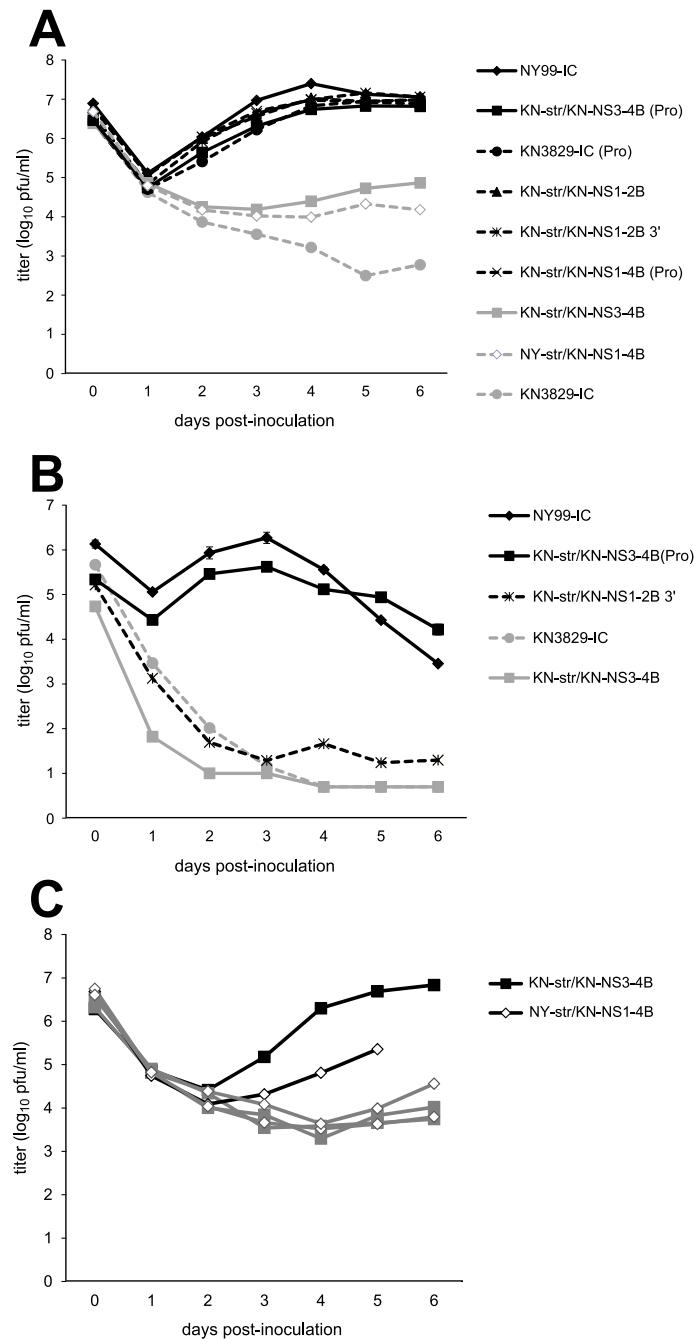 A
titer (log10 pfu/ml)
8
7
6
5
4
3
2
1
0
0 1 2 3 4 5 6
days post-inoculation
NY99-IC
KN-str/KN-NS3-4B (Pro)
KN3829-IC (Pro)
KN-str/KN-NS1-2B
KN-str/KN-NS1-2B 3'
KN-str/KN-NS1-4B (Pro)
KN-str/KN-NS3-4B
NY-str/KN-NS1-4B
KN3829-IC
B
titer (log10 pfu/ml)
7
6
5
4
3
2
1
0
0 1 2 3 4 5 6
days post-inoculation
NY99-IC
KN-str/KN-NS3-4B(Pro)
KN-str/KN-NS1-2B 3'
KN3829-IC
KN-str/KN-NS3-4B
C
titer (log10 pfu/ml)
8
7
6
5
4
3
2
1
0
0 1 2 3 4 5 6
days post-inoculation
KN-str/KN-NS3-4B
NY-str/KN-NS1-4B